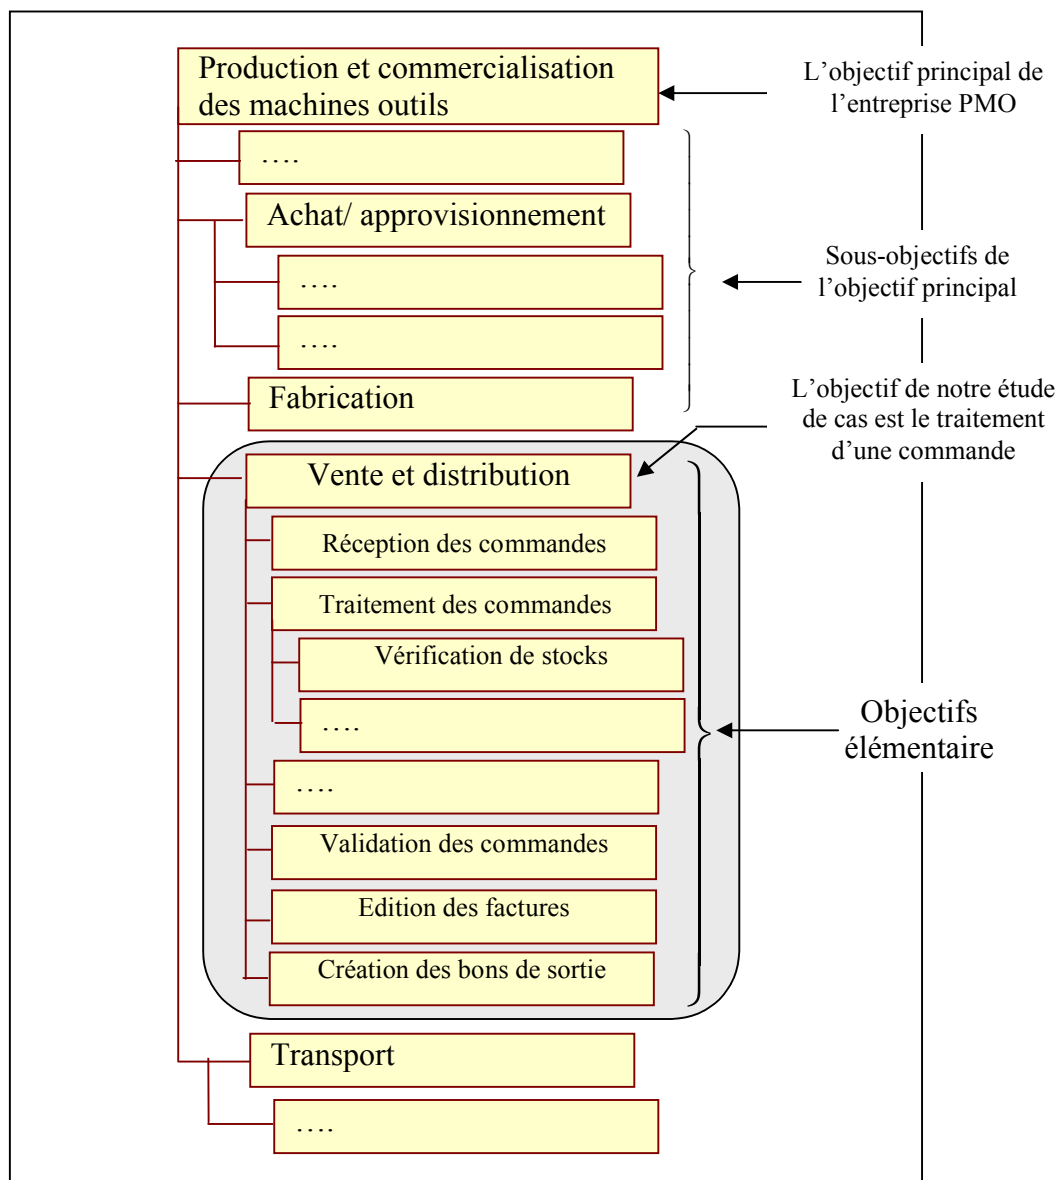 Production et commercialisation
des machines outils
L’objectif principal de
l’entreprise PMO
….
Achat/ approvisionnement
….
….
Sous-objectifs de
l’objectif principal
Fabrication
L’objectif de notre étude
de cas est le traitement
d’une commande
Vente et distribution
Réception des commandes
Traitement des commandes
Vérification de stocks
….
Objectifs
élémentaire
….
Validation des commandes
Edition des factures
Création des bons de sortie
Transport
….